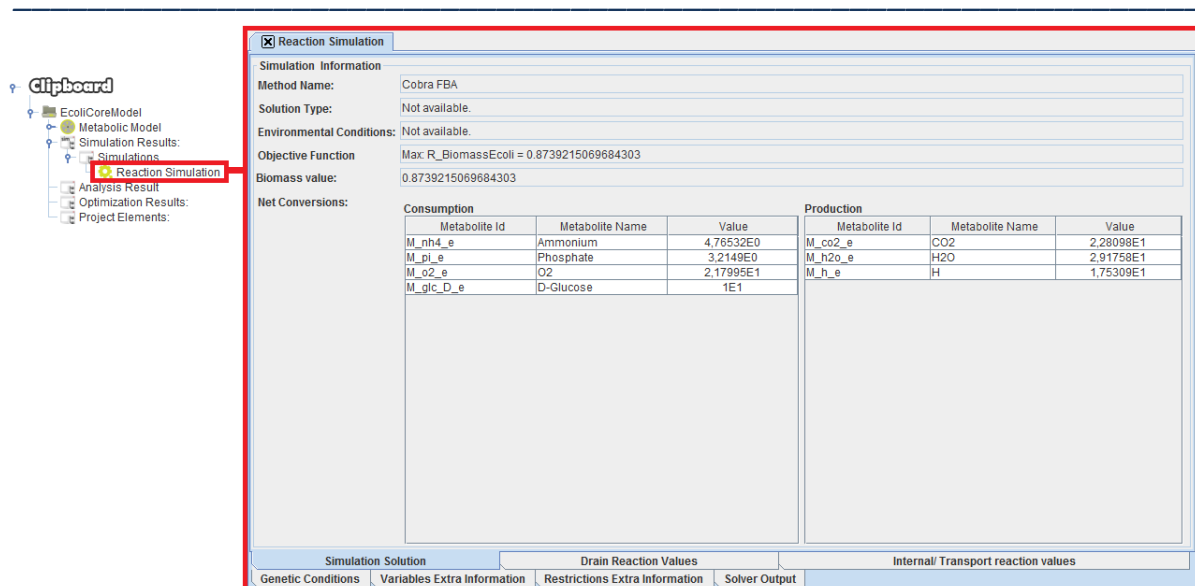 Reaction Simulation
Clipboard
EcoliCoreModel
Metabolic Model
Simulation Results:
Simulations
Reaction Simulation
Analysis Result
Optimization Results:
Project Elements:
Simulation Information
Method Name: Cobra FBA
Solution Type: Not available.
Environmental Conditions: Not available.
Objective Function Max: R_BiomassEcoli = 0.8739215069684303
Biomass value: 0.8739215069684303
Net Conversions:
Consumption Production
Metabolite Id Metabolite Name Value Metabolite Id Metabolite Name Value
M_nh4_e Ammonium 4,76532E0 M_co2_e CO2 2,28098E1
M_pi_e Phosphate 3,2149E0 M_h2o_e H2O 2,91758E1
M_o2_e O2 2,17995E1 M_h_e H 1,75309E1
M_glc_D_e D-Glucose 1E1
Simulation Solution Drain Reaction Values Internal/ Transport reaction values
Genetic Conditions Variables Extra Information Restrictions Extra Information Solver Output